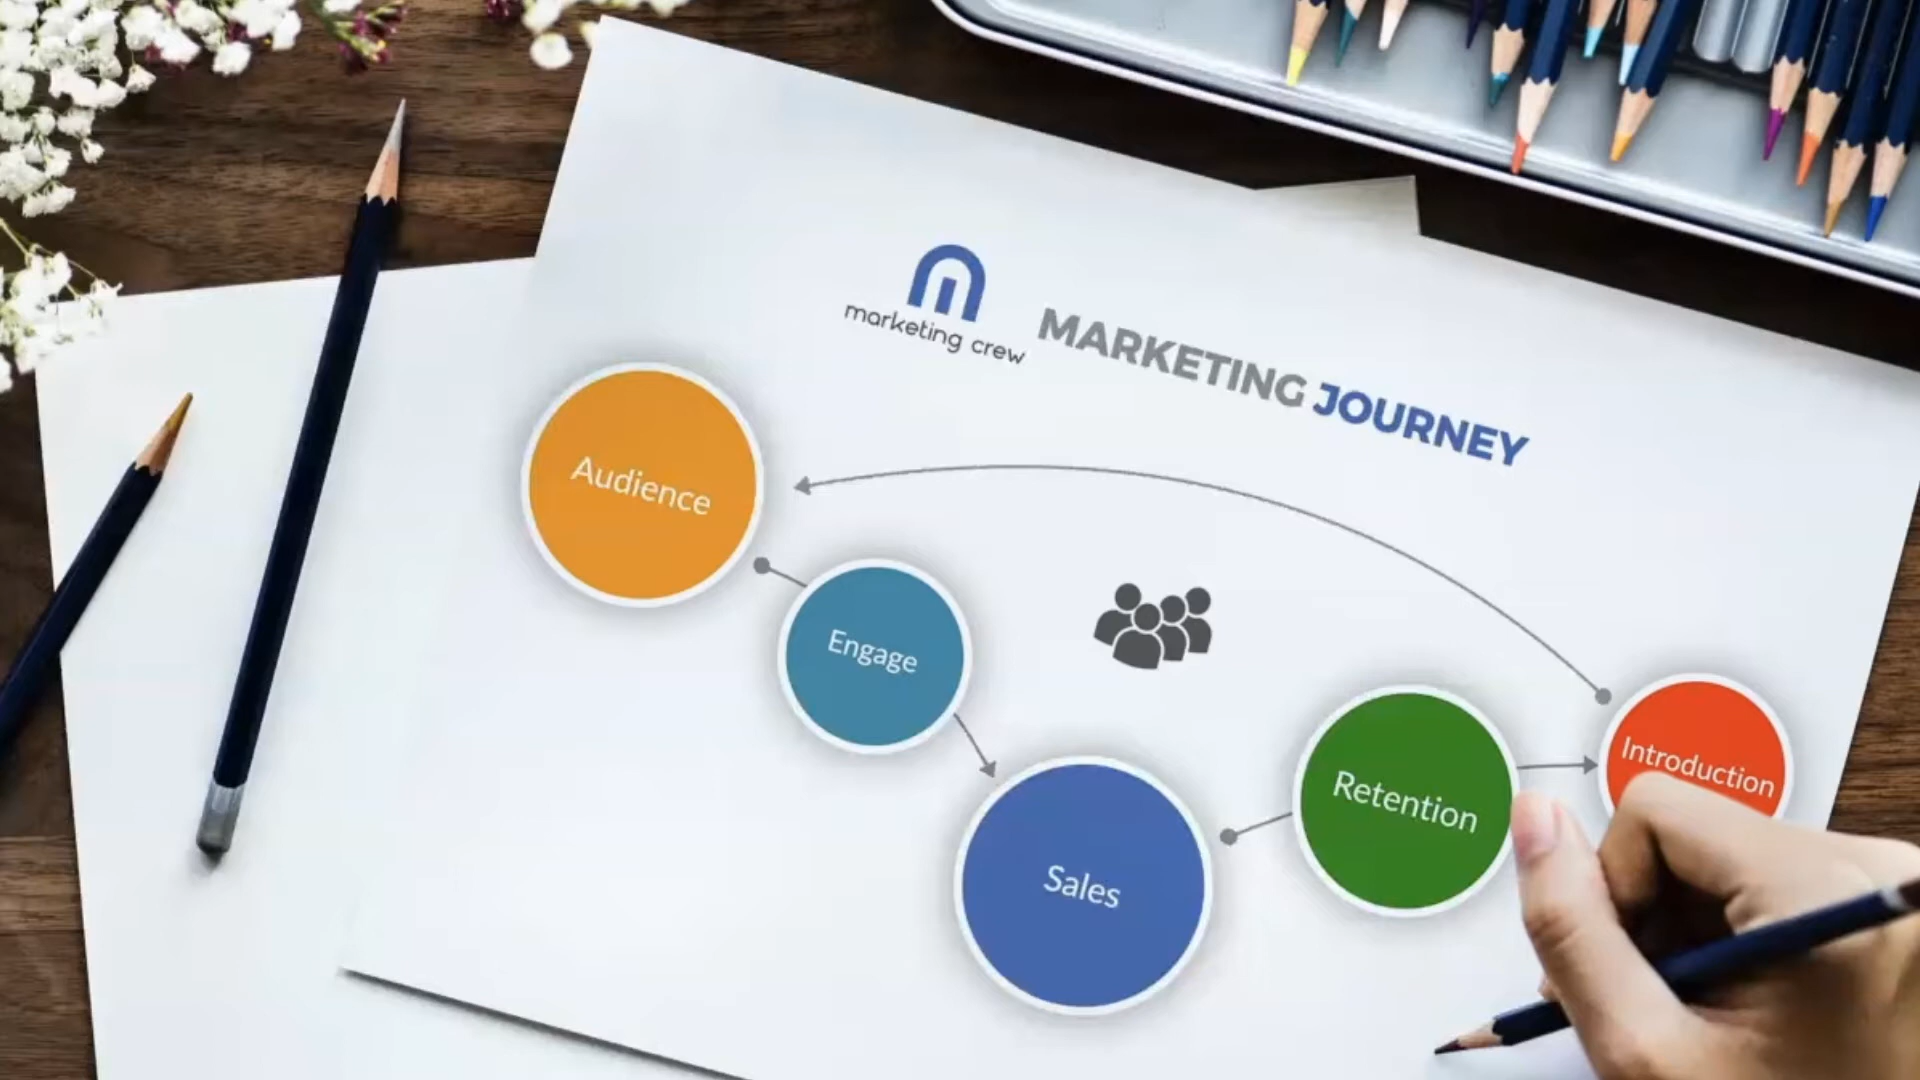 marketing crew
MARKETING JOURNEY
Audience
Engage
Sales
Retention
Introduction